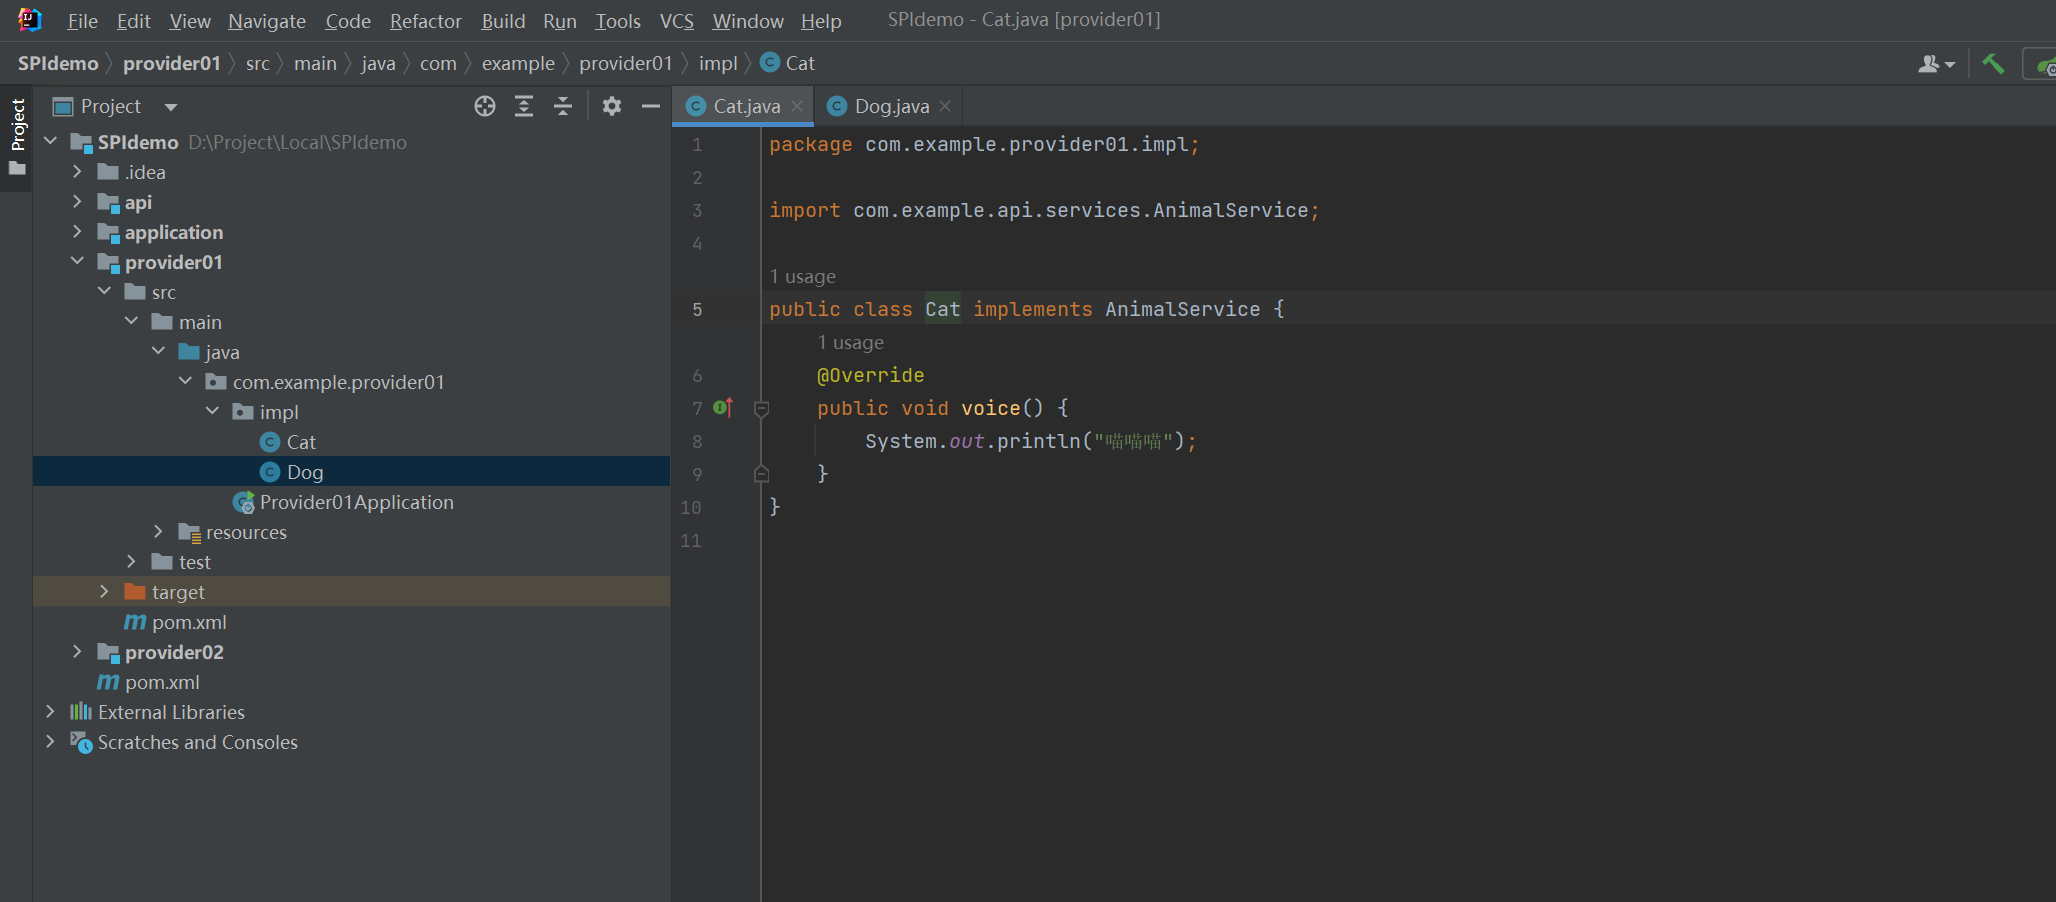 File Edit View Navigate Code Refactor Build Run Tools VCS Window Help SPIdemo - Cat.java [provider01]
SPIdemo provider01 src main java com example provider01 impl Cat
Project
Project
SPIdemo D:\Project\Local\SPIdemo
.idea
api
application
provider01
src
main
java
com.example.provider01
impl
Cat
Dog
Provider01Application
resources
test
target
pom.xml
provider02
pom.xml
External Libraries
Scratches and Consoles
Cat.java Dog.java
1 package com.example.provider01.impl;
2
3 import com.example.api.services.AnimalService;
4
1 usage
5 public class Cat implements AnimalService {
1 usage
6 @Override
7 public void voice() {
8 System.out.println("喵喵喵");
9 }
10 }
11